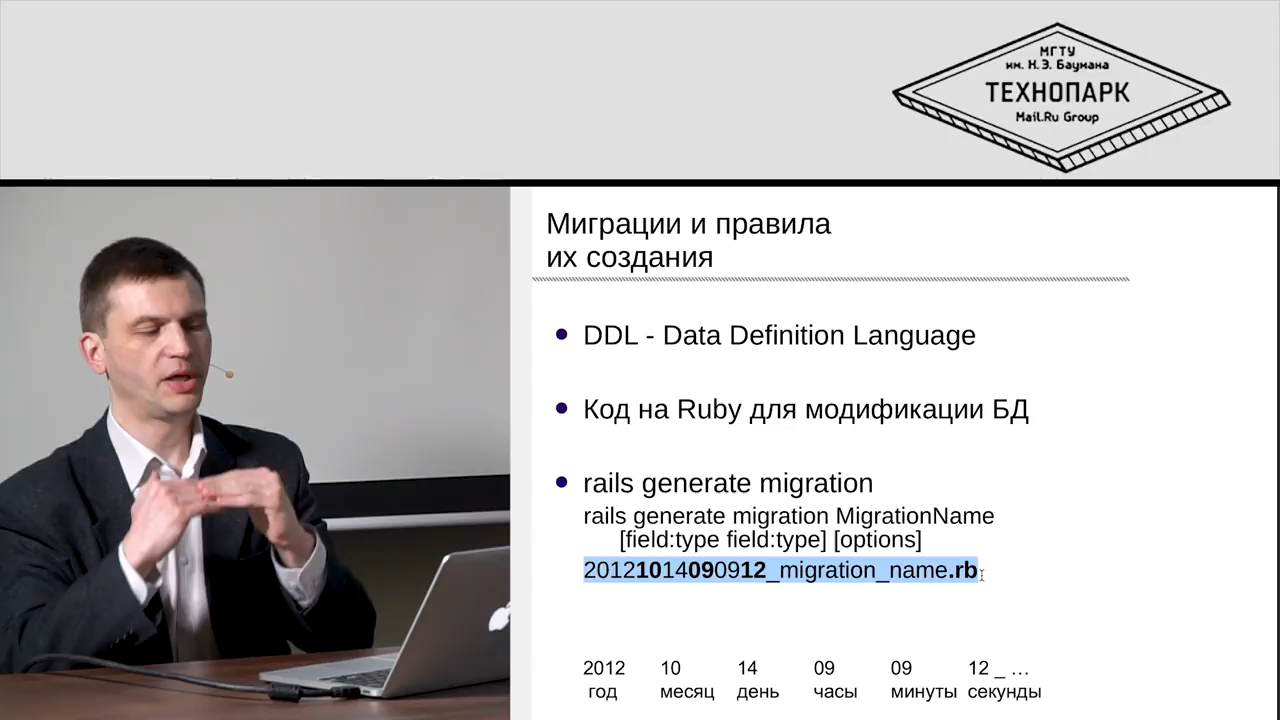 МГТУ
им. Н.Э. Баумана
ТЕХНОПАРК
Mail.Ru Group
Миграции и правила
их создания
DDL - Data Definition Language
Код на Ruby для модификации БД
rails generate migration
rails generate migration MigrationName
[field:type field:type] [options]
20121014090912_migration_name.rb
2012 10 14 09 09 12 _ …
год месяц день часы минуты секунды